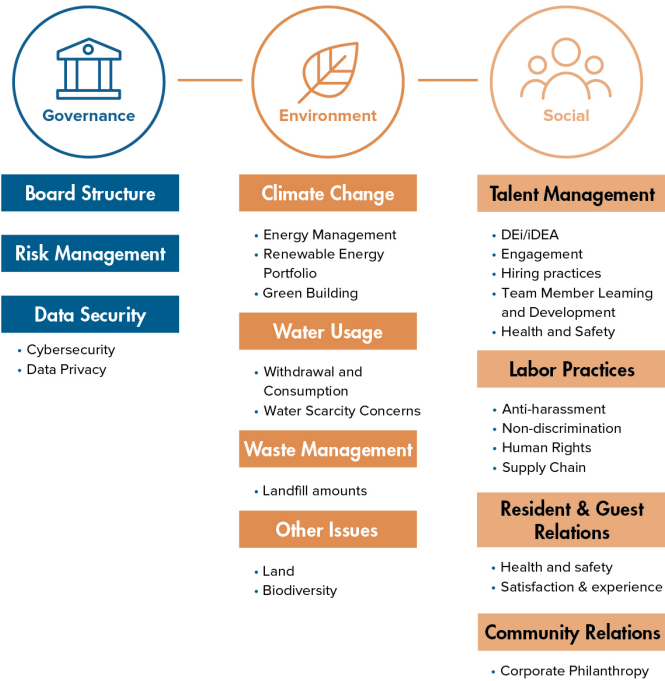 Governance
Environment
Social
Board Structure
Risk Management
Data Security
• Cybersecurity
• Data Privacy
Climate Change
• Energy Management
• Renewable Energy
Portfolio
• Green Building
Water Usage
• Withdrawal and
Consumption
• Water Scarcity Concerns
Waste Management
• Landfill amounts
Other Issues
• Land
• Biodiversity
Talent Management
• DEi/iDEA
• Engagement
• Hiring practices
• Team Member Leaming
and Development
• Health and Safety
Labor Practices
• Anti-harassment
• Non-discrimination
• Human Rights
• Supply Chain
Resident & Guest
Relations
• Health and safety
• Satisfaction & experience
Community Relations
• Corporate Philanthropy